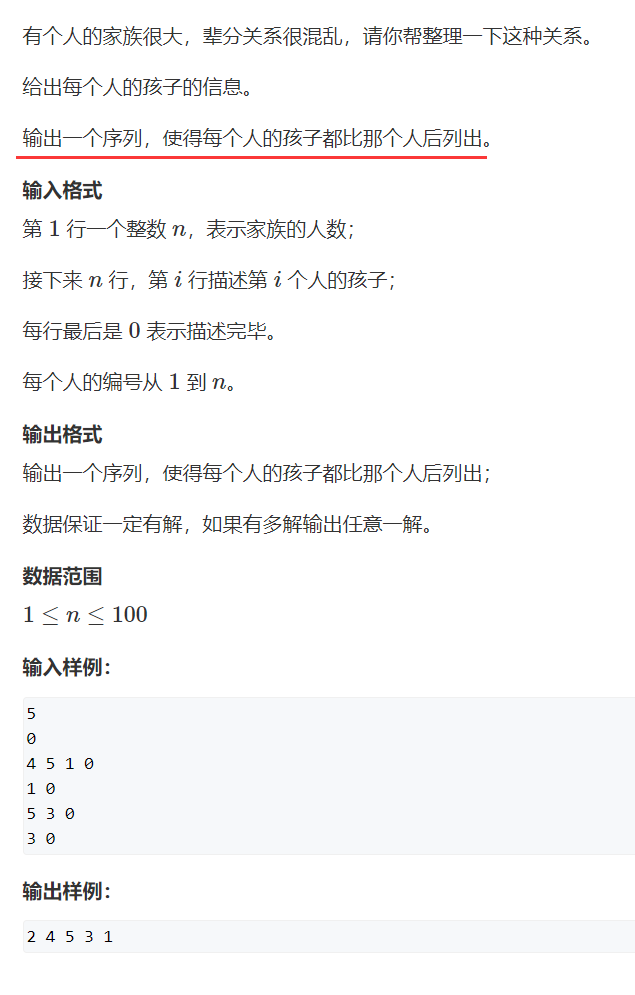 有个人的家族很大，辈分关系很混乱，请你帮整理一下这种关系。
给出每个人的孩子的信息。
输出一个序列，使得每个人的孩子都比那个人后列出。
输入格式
第 1 行一个整数 n，表示家族的人数；
接下来 n 行，第 i 行描述第 i 个人的孩子；
每行最后是 0 表示描述完毕。
每个人的编号从 1 到 n。
输出格式
输出一个序列，使得每个人的孩子都比那个人后列出；
数据保证一定有解，如果有多解输出任意一解。
数据范围
1 ≤ n ≤ 100
输入样例：
5
0
4 5 1 0
1 0
5 3 0
3 0
输出样例：
2 4 5 3 1